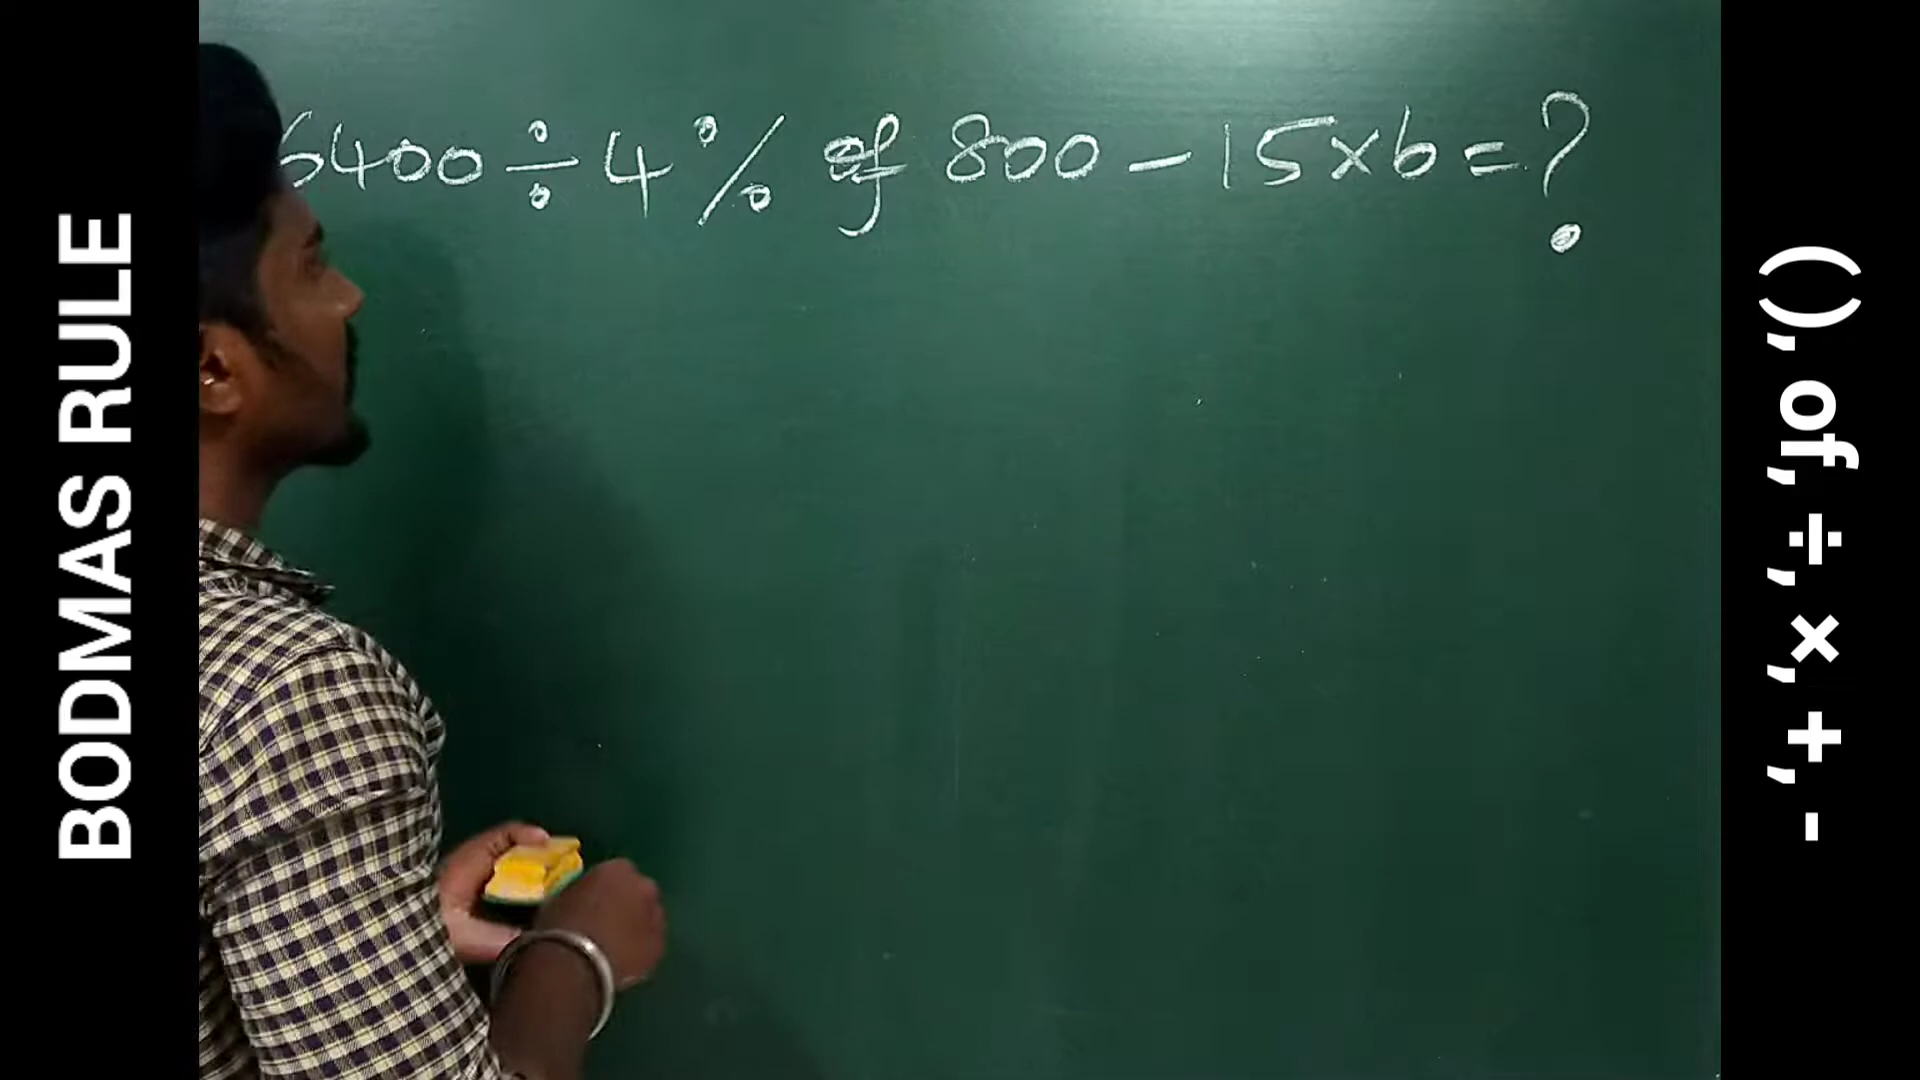 BODMAS RULE
6400 ÷ 4 % of 800 - 15 × 6 = ?
( ), of, ÷, ×, +, -